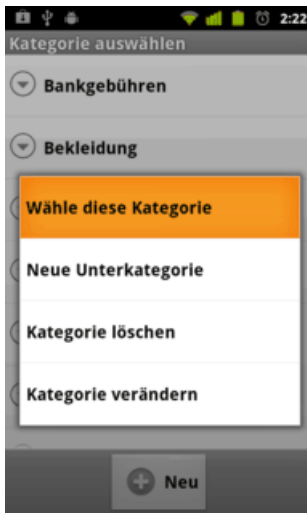 2:22
Kategorie auswählen
Bankgebühren
Bekleidung
Wähle diese Kategorie
Neue Unterkategorie
Kategorie löschen
Kategorie verändern
Neu